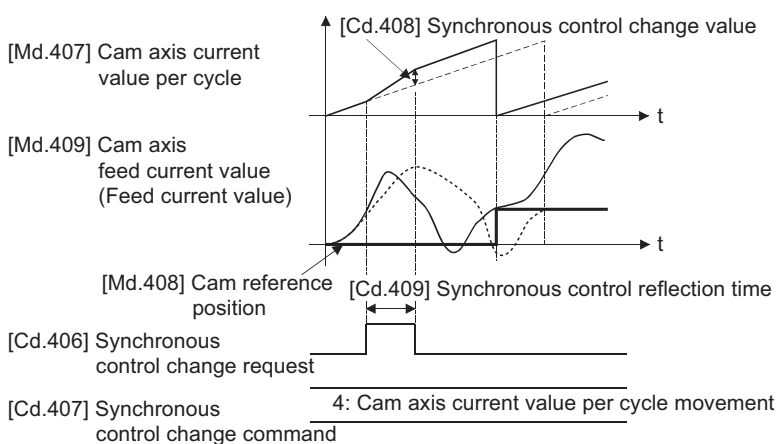 [Cd.408] Synchronous control change value
[Md.407] Cam axis current
value per cycle
t
[Md.409] Cam axis
feed current value
(Feed current value)
t
[Md.408] Cam reference
position
[Cd.409] Synchronous control reflection time
[Cd.406] Synchronous
control change request
4: Cam axis current value per cycle movement
[Cd.407] Synchronous
control change command